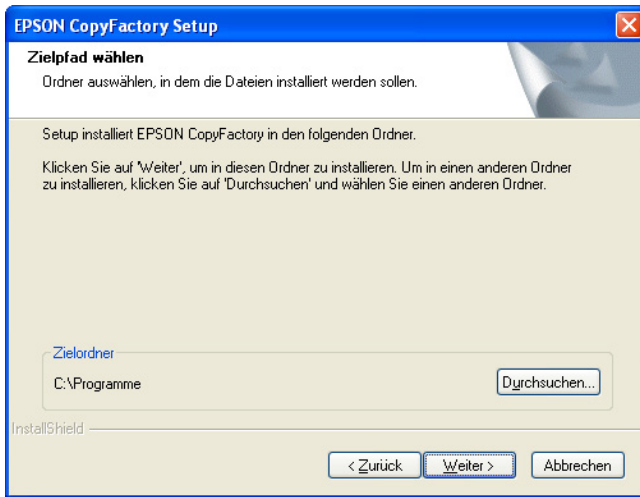 EPSON CopyFactory Setup
Zielpfad wählen
Ordner auswählen, in dem die Dateien installiert werden sollen.
Setup installiert EPSON CopyFactory in den folgenden Ordner.
Klicken Sie auf 'Weiter', um in diesen Ordner zu installieren. Um in einen anderen Ordner
zu installieren, klicken Sie auf 'Durchsuchen' und wählen Sie einen anderen Ordner.
Zielordner
C:\Programme
Durchsuchen...
InstallShield
< Zurück
Weiter >
Abbrechen